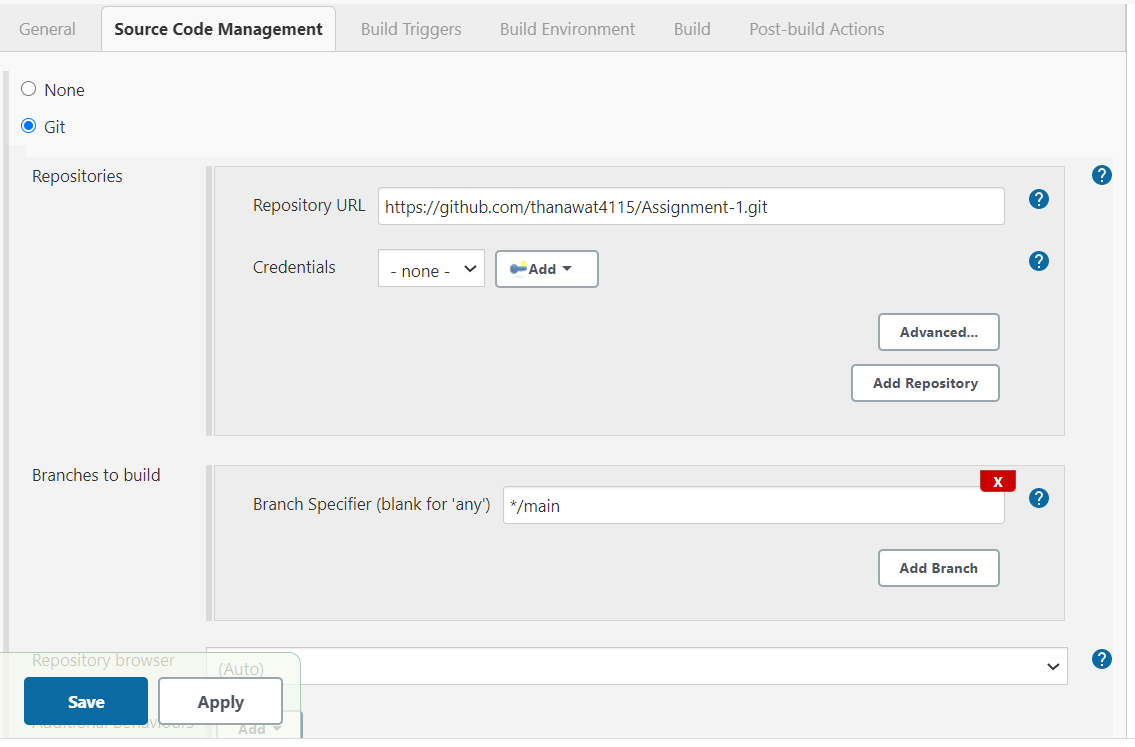 General Source Code Management Build Triggers Build Environment Build Post-build Actions
None
Git
Repositories
?
Repository URL https://github.com/thanawat4115/Assignment-1.git ?
Credentials - none - Add ?
Advanced...
Add Repository
Branches to build
X
Branch Specifier (blank for 'any') */main ?
Add Branch
Repository browser (Auto) ?
Save Apply
Additional Behaviours Add